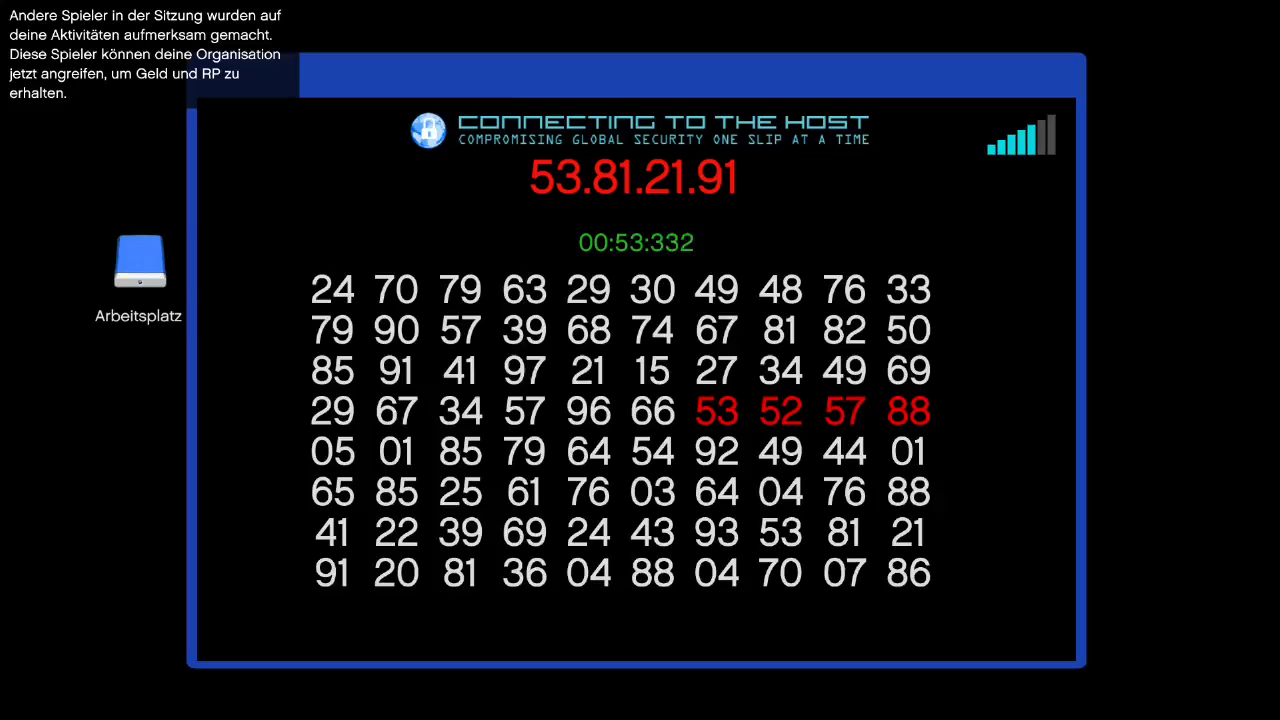 Andere Spieler in der Sitzung wurden auf
deine Aktivitäten aufmerksam gemacht.
Diese Spieler können deine Organisation
jetzt angreifen, um Geld und RP zu
erhalten.
CONNECTING TO THE HOST
COMPROMISING GLOBAL SECURITY ONE SLIP AT A TIME
53.81.21.91
00:53:332
24 70 79 63 29 30 49 48 76 33
79 90 57 39 68 74 67 81 82 50
85 91 41 97 21 15 27 34 49 69
29 67 34 57 96 66 53 52 57 88
05 01 85 79 64 54 92 49 44 01
65 85 25 61 76 03 64 04 76 88
41 22 39 69 24 43 93 53 81 21
91 20 81 36 04 88 04 70 07 86
Arbeitsplatz